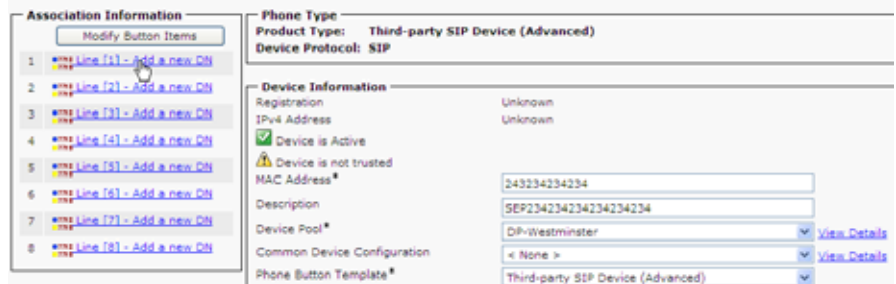 Association Information
Modify Button Items
1 Line [1] - Add a new DN
2 Line [2] - Add a new DN
3 Line [3] - Add a new DN
4 Line [4] - Add a new DN
5 Line [5] - Add a new DN
6 Line [6] - Add a new DN
7 Line [7] - Add a new DN
8 Line [8] - Add a new DN
Phone Type
Product Type: Third-party SIP Device (Advanced)
Device Protocol: SIP
Device Information
Registration Unknown
IPv4 Address Unknown
Device is Active
Device is not trusted
MAC Address* 243234234234
Description SEP234234234234234234
Device Pool* DP-Westminster View Details
Common Device Configuration < None > View Details
Phone Button Template* Third-party SIP Device (Advanced)